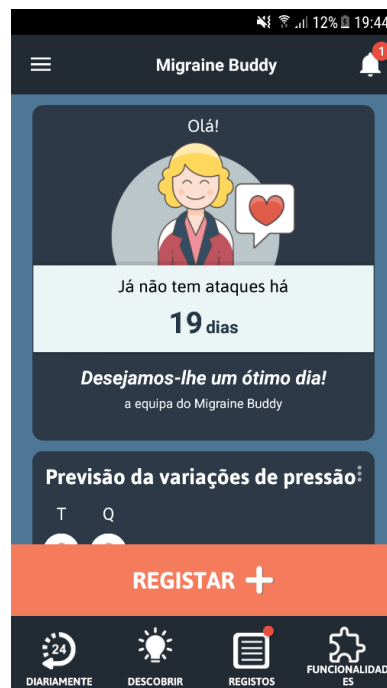 12% 19:44
Migraine Buddy
1
Olá!
Já não tem ataques há
19 dias
Desejamos-lhe um ótimo dia!
a equipa do Migraine Buddy
Previsão da variações de pressão
T Q
REGISTAR +
24
DIARIAMENTE DESCOBRIR REGISTOS FUNCIONALIDAD
ES